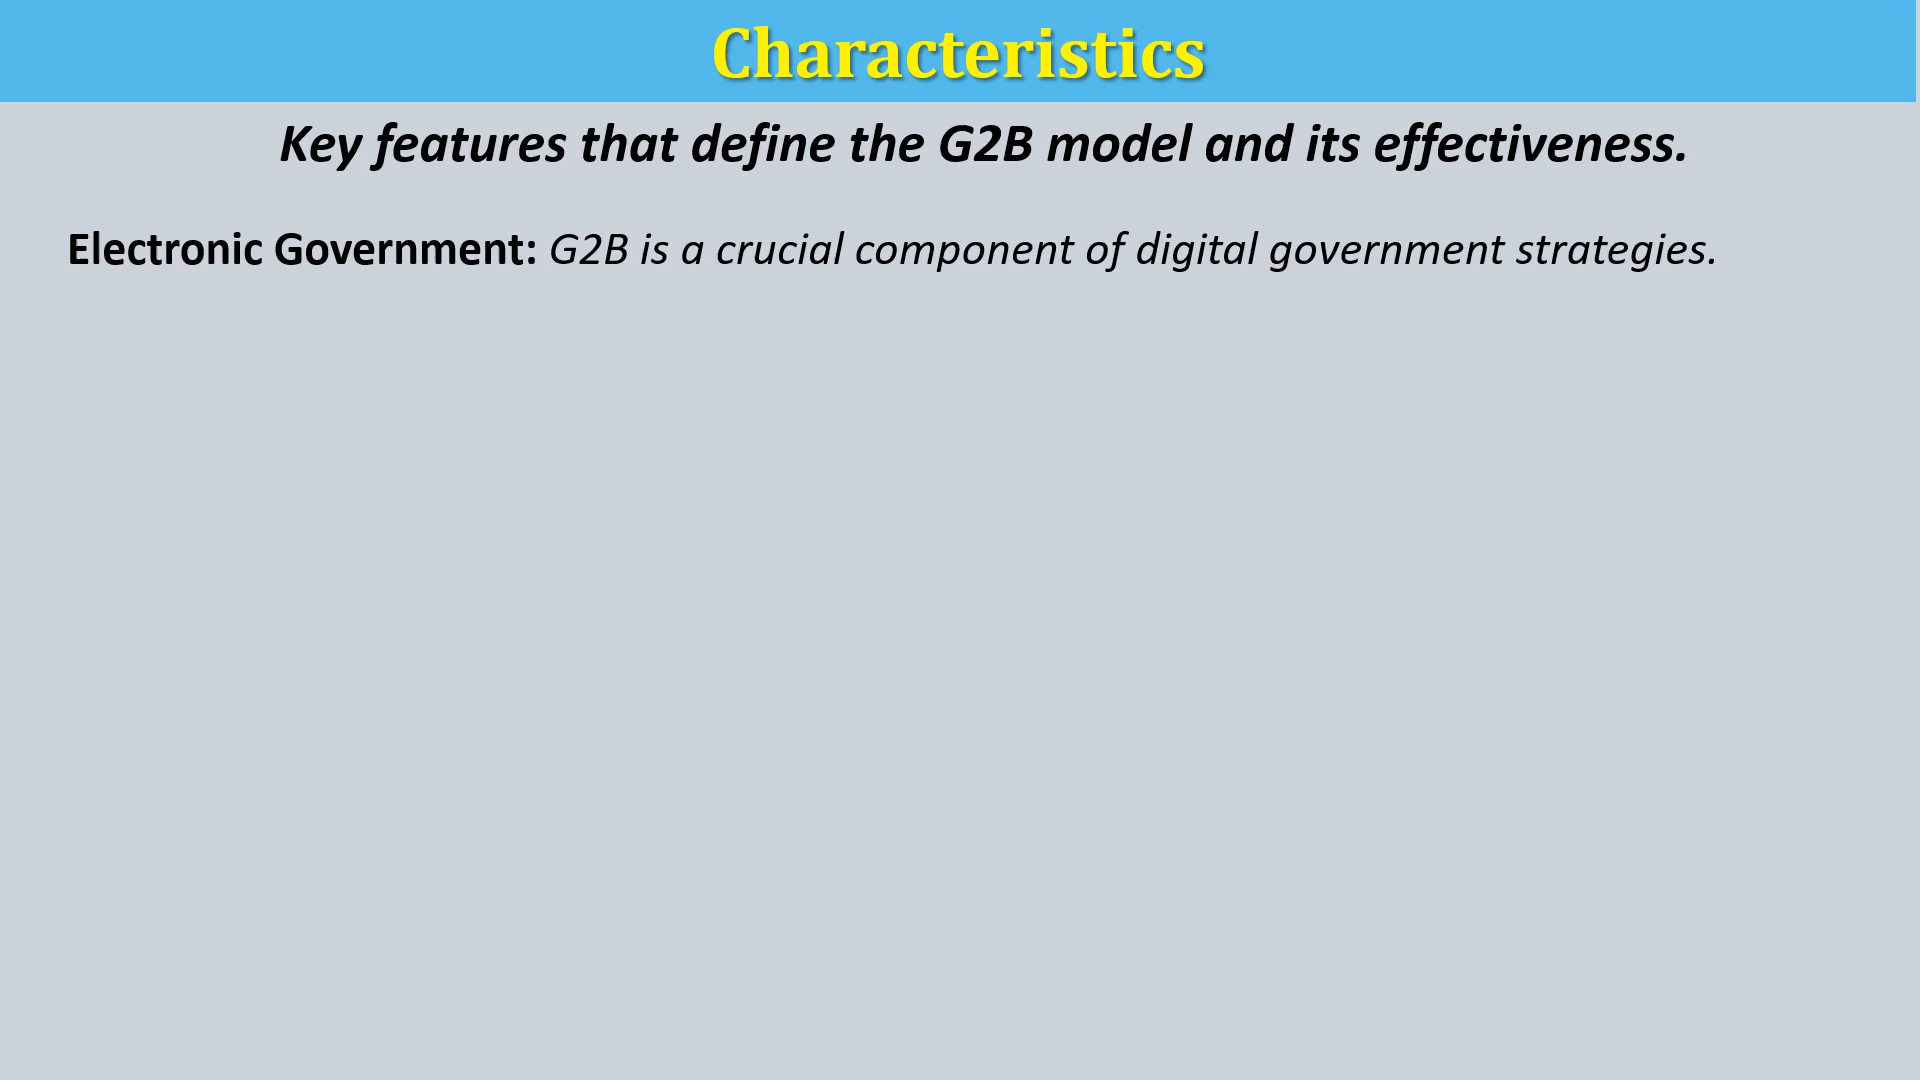 Characteristics
Key features that define the G2B model and its effectiveness.
Electronic Government: G2B is a crucial component of digital government strategies.